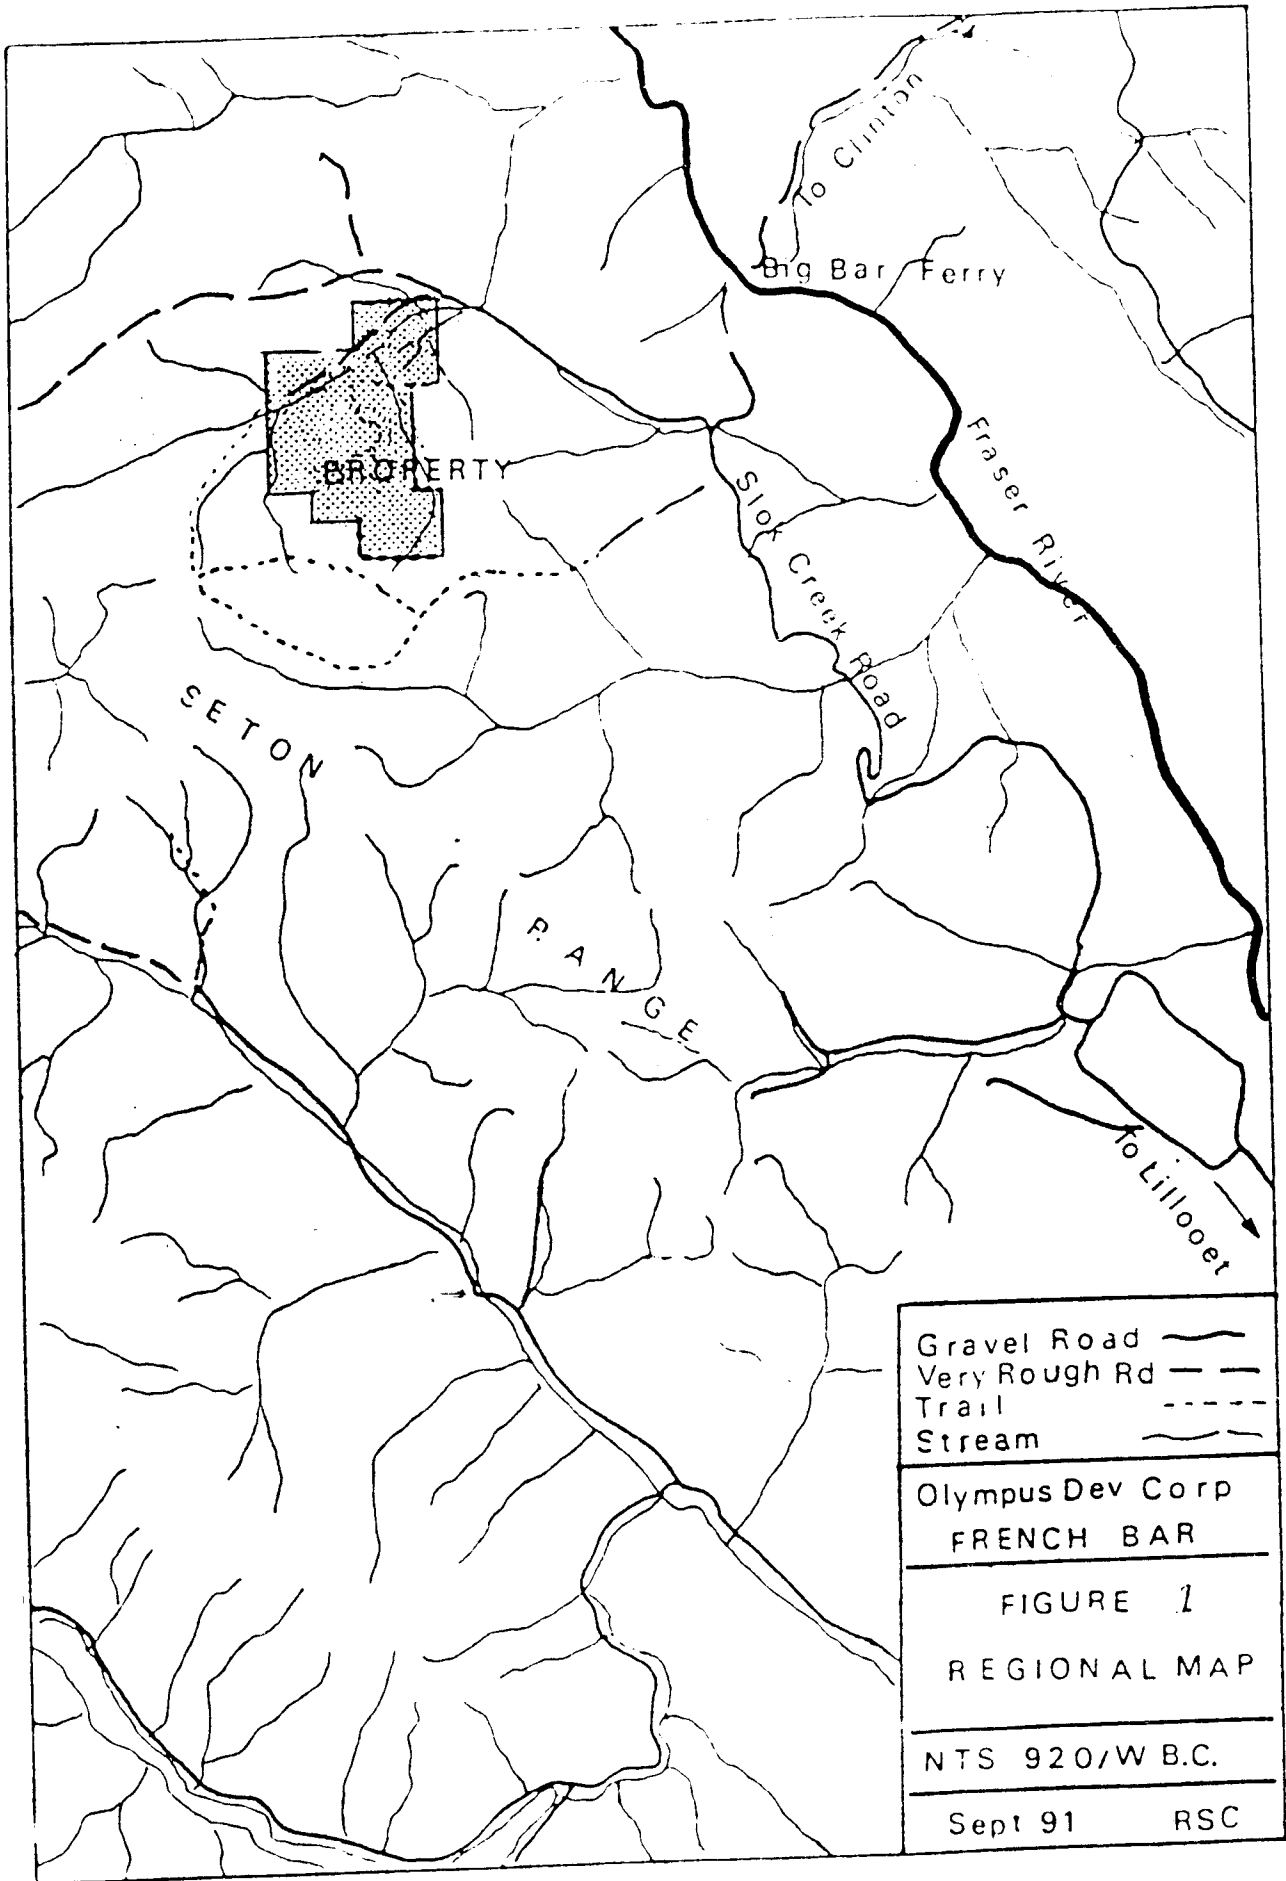 To Clinton
Big Bar Ferry
Fraser River
PROPERTY
Slok Creek Road
SETON
RANGE
To Lillooet
Gravel Road
Very Rough Rd
Trail
Stream
Olympus Dev Corp
FRENCH BAR
FIGURE 1
REGIONAL MAP
NTS 920/W B.C.
Sept 91 RSC